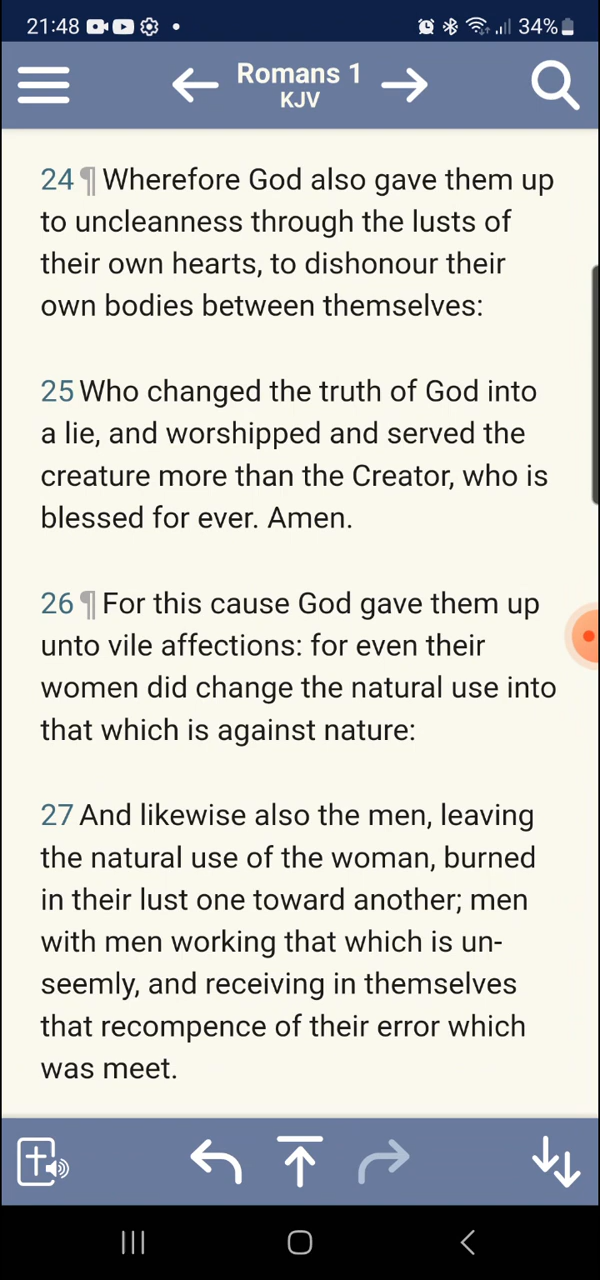 21:48
34%
Romans 1
KJV
24 ¶ Wherefore God also gave them up
to uncleanness through the lusts of
their own hearts, to dishonour their
own bodies between themselves:
25 Who changed the truth of God into
a lie, and worshipped and served the
creature more than the Creator, who is
blessed for ever. Amen.
26 ¶ For this cause God gave them up
unto vile affections: for even their
women did change the natural use into
that which is against nature:
27 And likewise also the men, leaving
the natural use of the woman, burned
in their lust one toward another; men
with men working that which is un-
seemly, and receiving in themselves
that recompence of their error which
was meet.